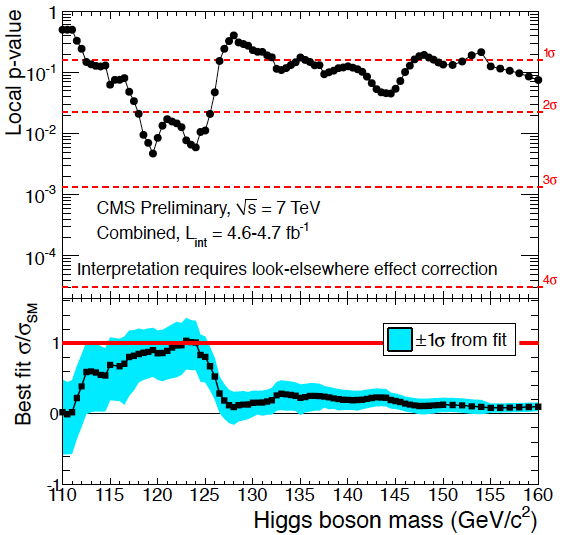 Local p-value
1
10⁻¹
10⁻²
10⁻³
10⁻⁴
1σ
2σ
3σ
4σ
CMS Preliminary, √s = 7 TeV
Combined, L_int = 4.6-4.7 fb⁻¹
Interpretation requires look-elsewhere effect correction
Best fit σ/σ_SM
1
0
-1
±1σ from fit
110 115 120 125 130 135 140 145 150 155 160
Higgs boson mass (GeV/c²)